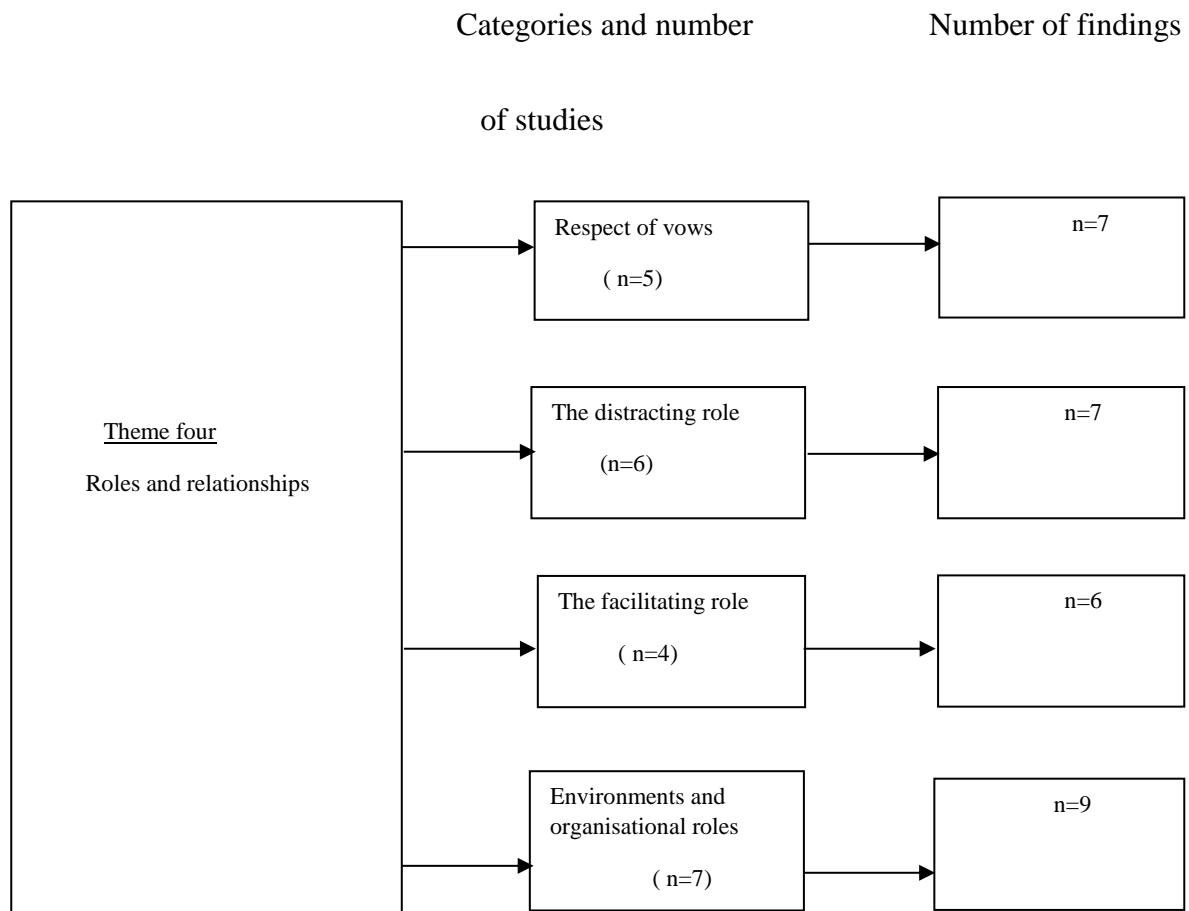 Categories and number
Number of findings
of studies
Respect of vows
( n=5)
n=7
Theme four
Roles and relationships
The distracting role
(n=6)
n=7
The facilitating role
( n=4)
n=6
Environments and
organisational roles
( n=7)
n=9